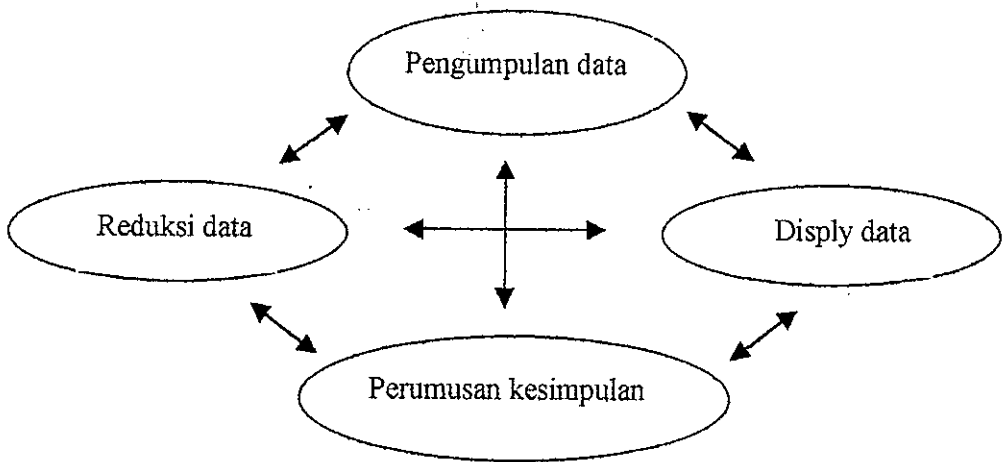 Pengumpulan data
Reduksi data
Disply data
Perumusan kesimpulan